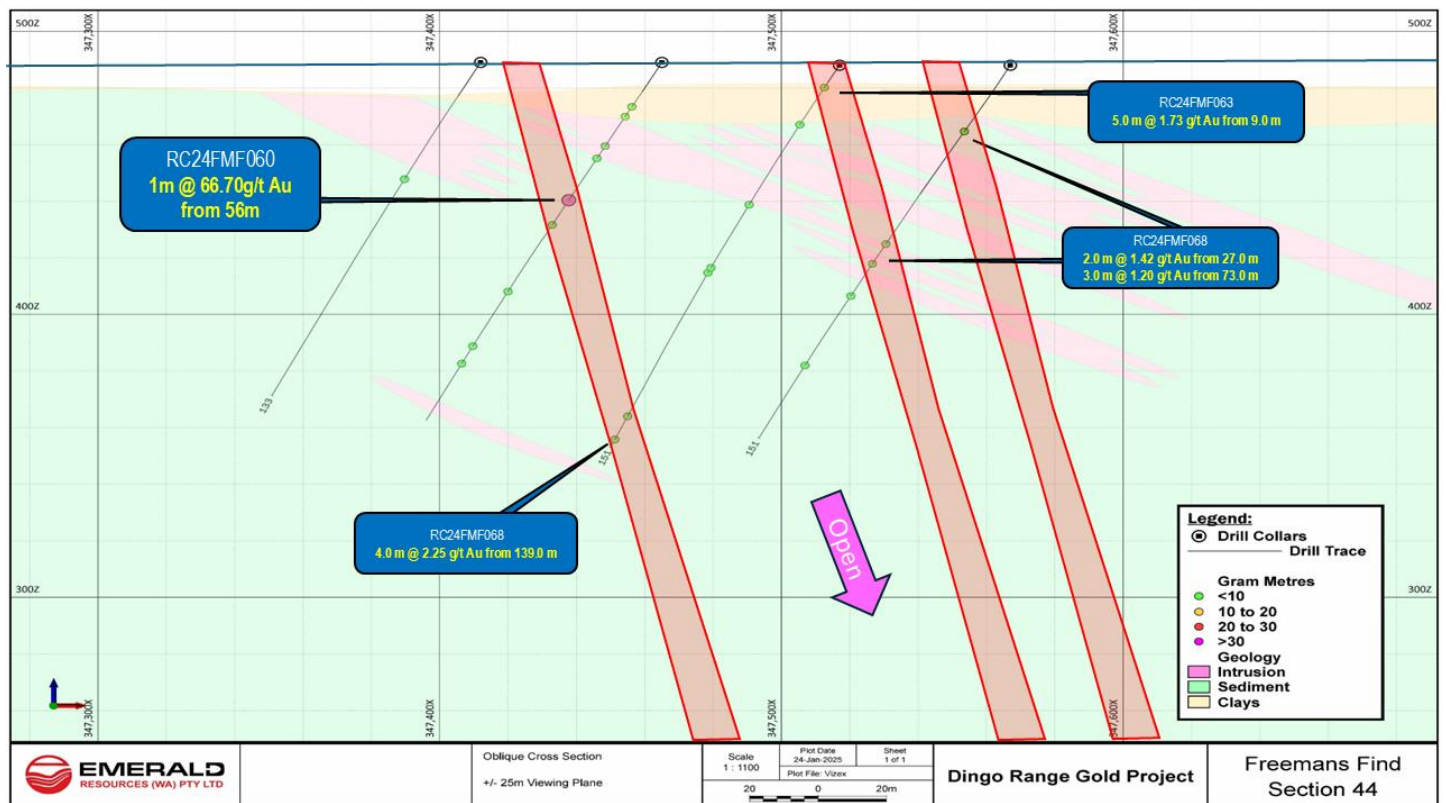 500Z
347,300X
347,400X
347,500X
347,600X
500Z
RC24FMF063
5.0 m @ 1.73 g/t Au from 9.0 m
RC24FMF060
1m @ 66.70g/t Au
from 56m
RC24FMF068
2.0 m @ 1.42 g/t Au from 27.0 m
3.0 m @ 1.20 g/t Au from 73.0 m
400Z
400Z
133
151
151
RC24FMF068
4.0 m @ 2.25 g/t Au from 139.0 m
Open
Legend:
Drill Collars
Drill Trace
Gram Metres
<10
10 to 20
20 to 30
>30
Geology
Intrusion
Sediment
Clays
300Z
300Z
347,300X
347,400X
347,500X
347,600X
EMERALD
RESOURCES (WA) PTY LTD
Oblique Cross Section
+/- 25m Viewing Plane
Scale
1 : 1100
Plot Date
24-Jan-2025
Sheet
1 of 1
Plot File: Vizex
20 0 20m
Dingo Range Gold Project
Freemans Find
Section 44